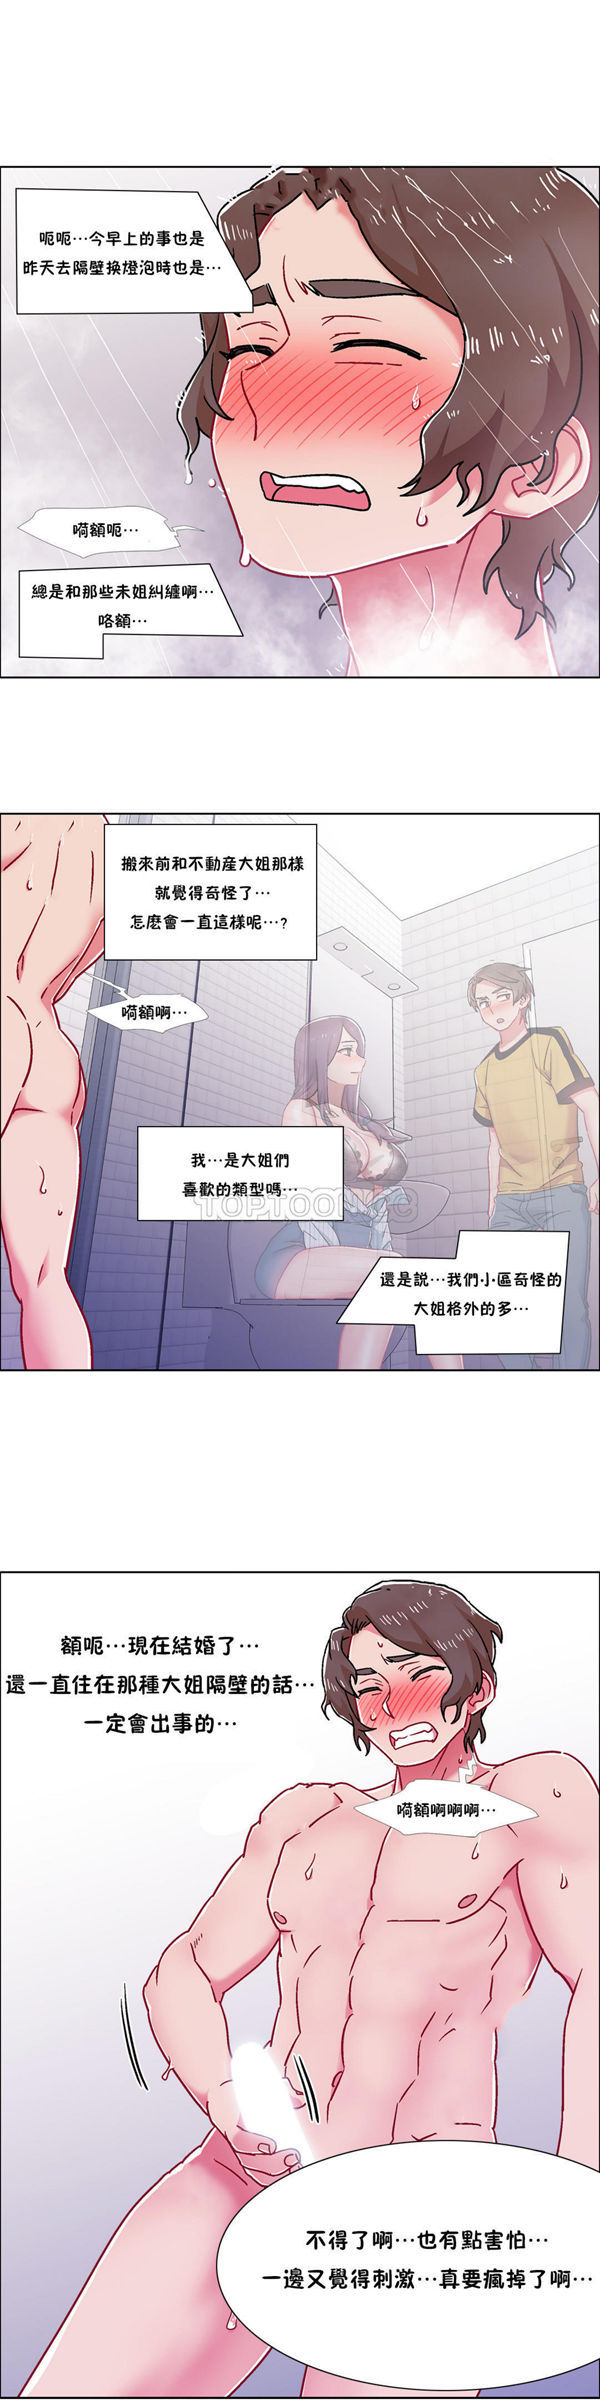 呃呃…今早上的事也是
昨天去隔壁換燈泡時也是…
嗬額呃…
總是和那些未姐糾纏啊…
咯額…
搬來前和不動産大姐那樣
就覺得奇怪了…
怎麽會一直這樣呢…?
嗬額啊…
我…是大姐們
喜歡的類型嗎…
還是說…我們小區奇怪的
大姐格外的多…
額呃…現在結婚了…
還一直住在那種大姐隔壁的話…
一定會出事的…
嗬額啊啊啊…
不得了啊…也有點害怕…
一邊又覺得刺激…真要瘋掉了啊…